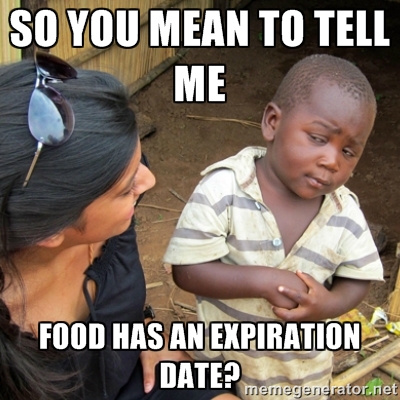 SO YOU MEAN TO TELL
ME
FOOD HAS AN EXPIRATION
DATE?
memegenerator.net